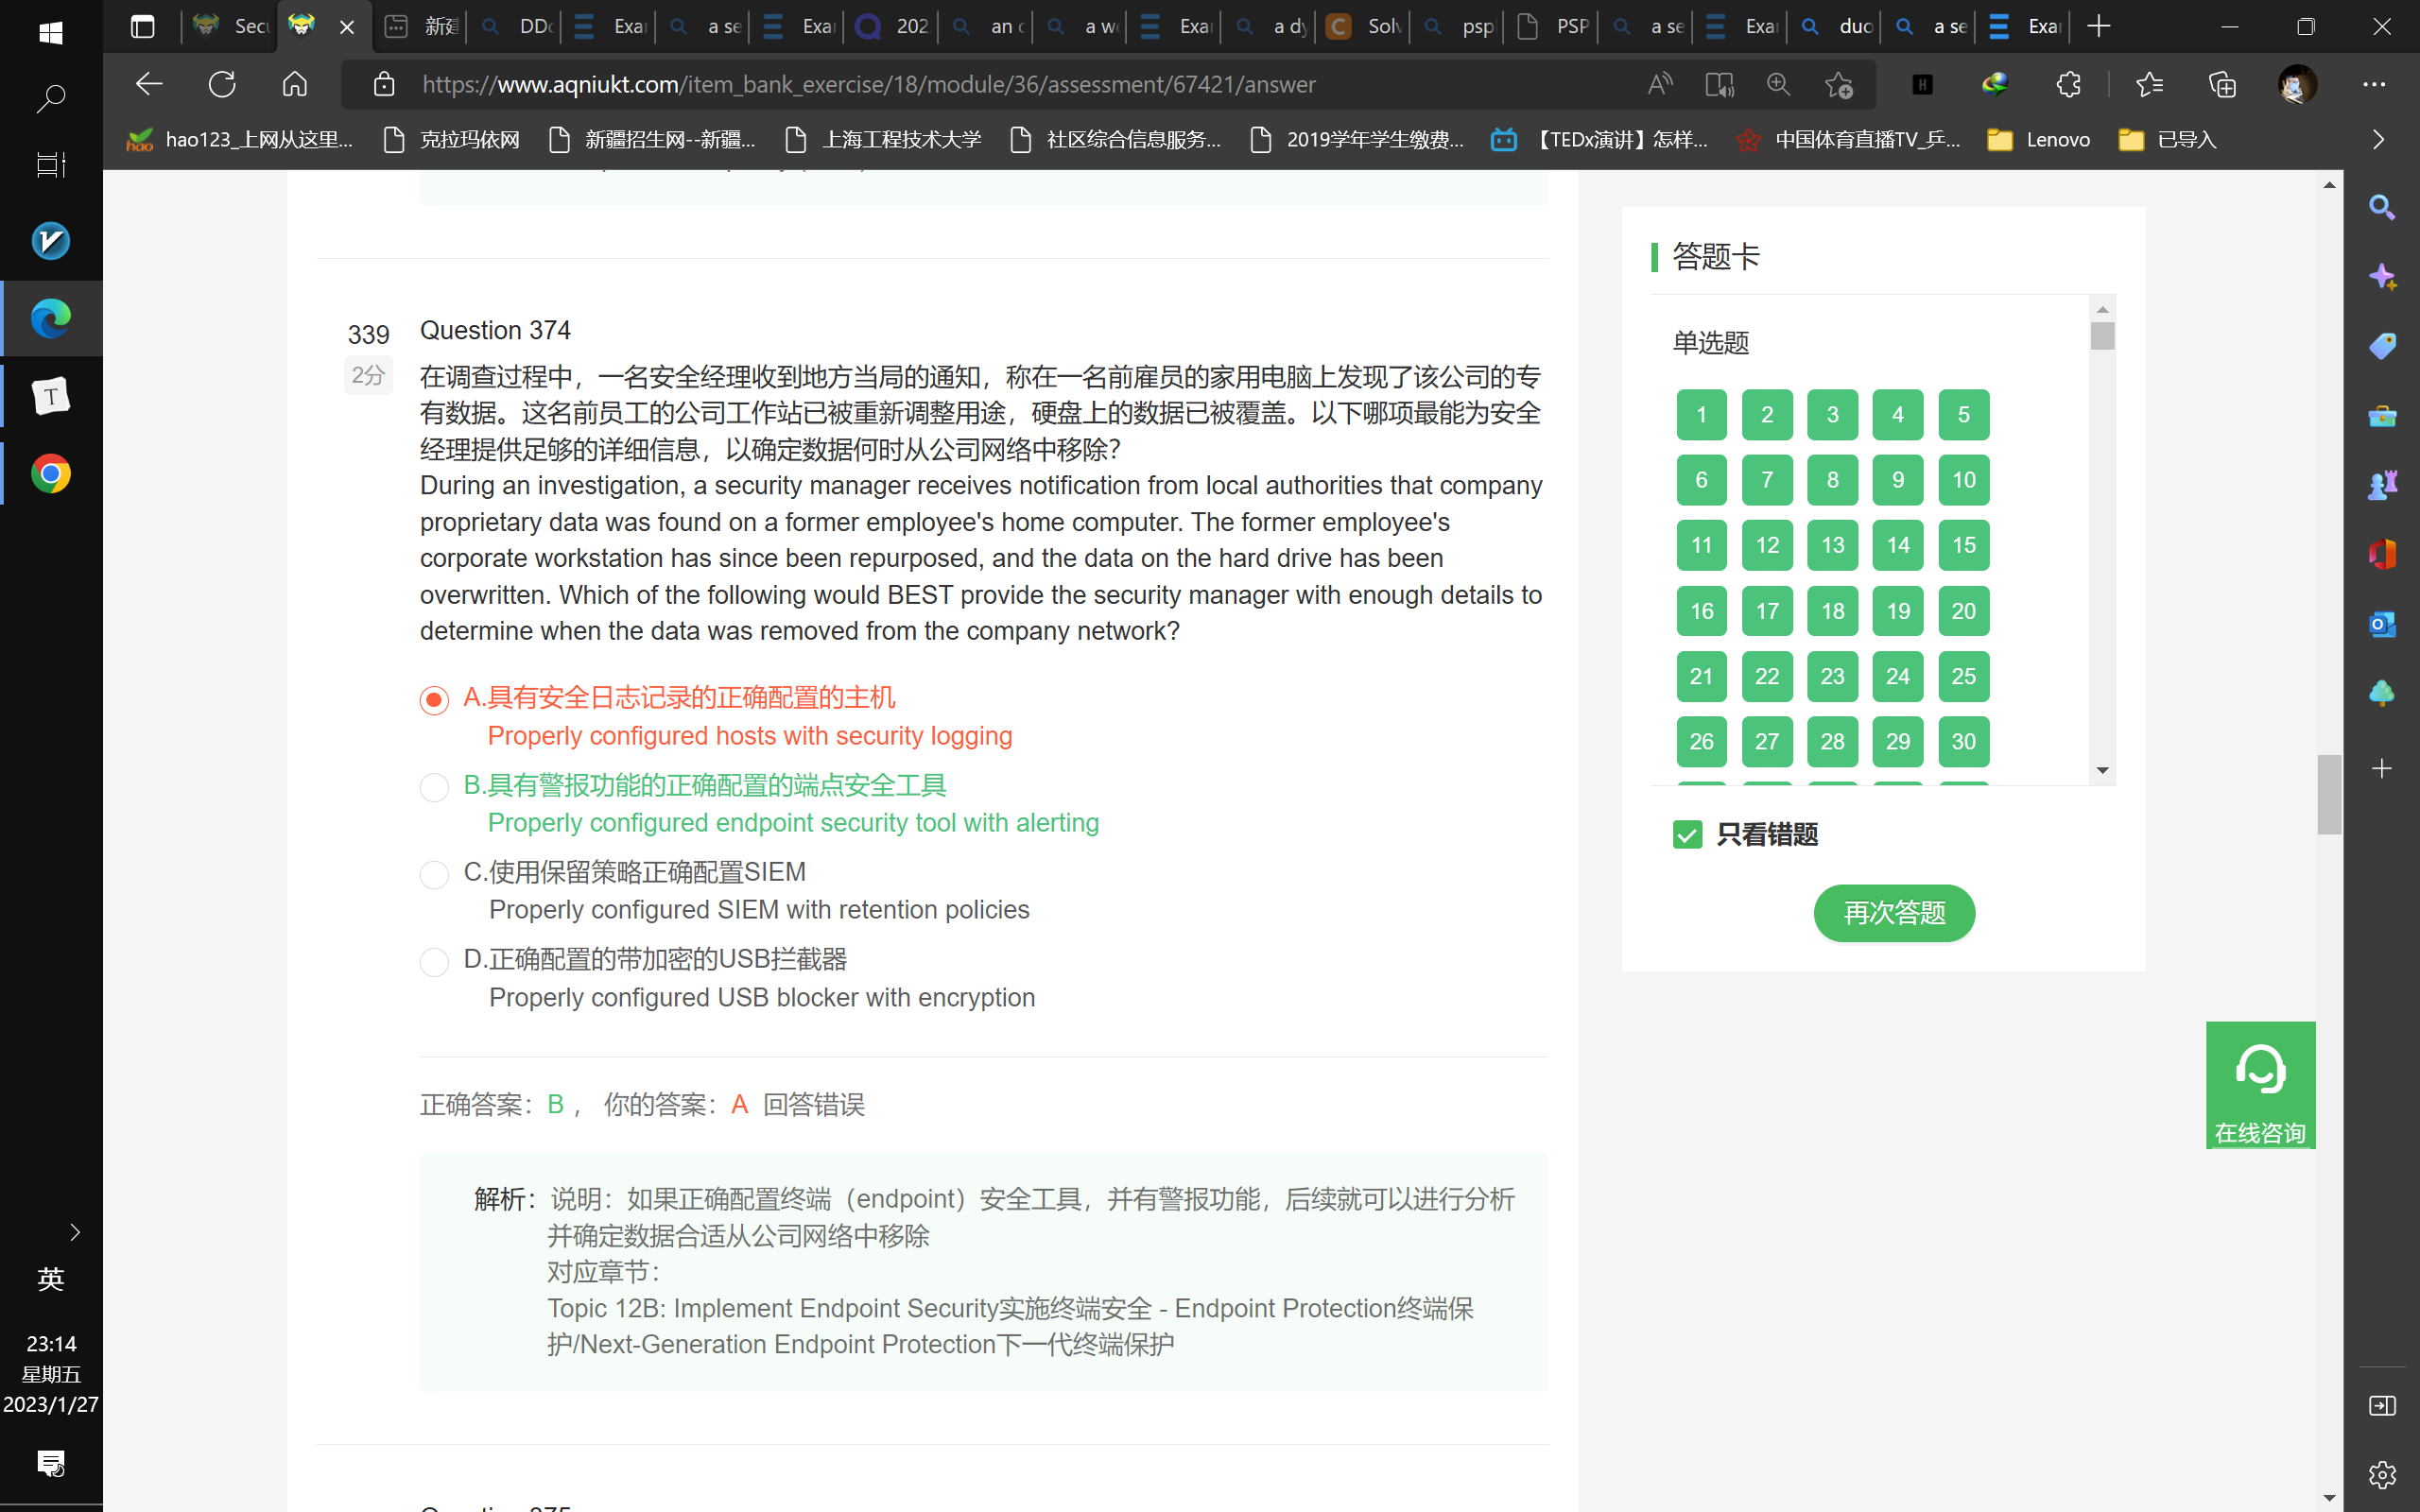 Secu
新建
DDo
Exar
a se
Exar
202
an c
a we
Exar
a dy
Solv
psp
PSP
a se
Exar
duo
a se
Exar
https://www.aqniukt.com/item_bank_exercise/18/module/36/assessment/67421/answer
hao123_上网从这里...
克拉玛依网
新疆招生网--新疆...
上海工程技术大学
社区综合信息服务...
2019学年学生缴费...
【TEDx演讲】怎样...
中国体育直播TV_乒...
Lenovo
已导入
339
2分
Question 374
在调查过程中，一名安全经理收到地方当局的通知，称在一名前雇员的家用电脑上发现了该公司的专
有数据。这名前员工的公司工作站已被重新调整用途，硬盘上的数据已被覆盖。以下哪项最能为安全
经理提供足够的详细信息，以确定数据何时从公司网络中移除？
During an investigation, a security manager receives notification from local authorities that company
proprietary data was found on a former employee's home computer. The former employee's
corporate workstation has since been repurposed, and the data on the hard drive has been
overwritten. Which of the following would BEST provide the security manager with enough details to
determine when the data was removed from the company network?
A.具有安全日志记录的正确配置的主机
Properly configured hosts with security logging
B.具有警报功能的正确配置的端点安全工具
Properly configured endpoint security tool with alerting
C.使用保留策略正确配置SIEM
Properly configured SIEM with retention policies
D.正确配置的带加密的USB拦截器
Properly configured USB blocker with encryption
正确答案：B ， 你的答案：A 回答错误
解析：说明：如果正确配置终端（endpoint）安全工具，并有警报功能，后续就可以进行分析
并确定数据合适从公司网络中移除
对应章节：
Topic 12B: Implement Endpoint Security实施终端安全 - Endpoint Protection终端保
护/Next-Generation Endpoint Protection下一代终端保护
答题卡
单选题
1 2 3 4 5
6 7 8 9 10
11 12 13 14 15
16 17 18 19 20
21 22 23 24 25
26 27 28 29 30
只看错题
再次答题
在线咨询
英
23:14
星期五
2023/1/27